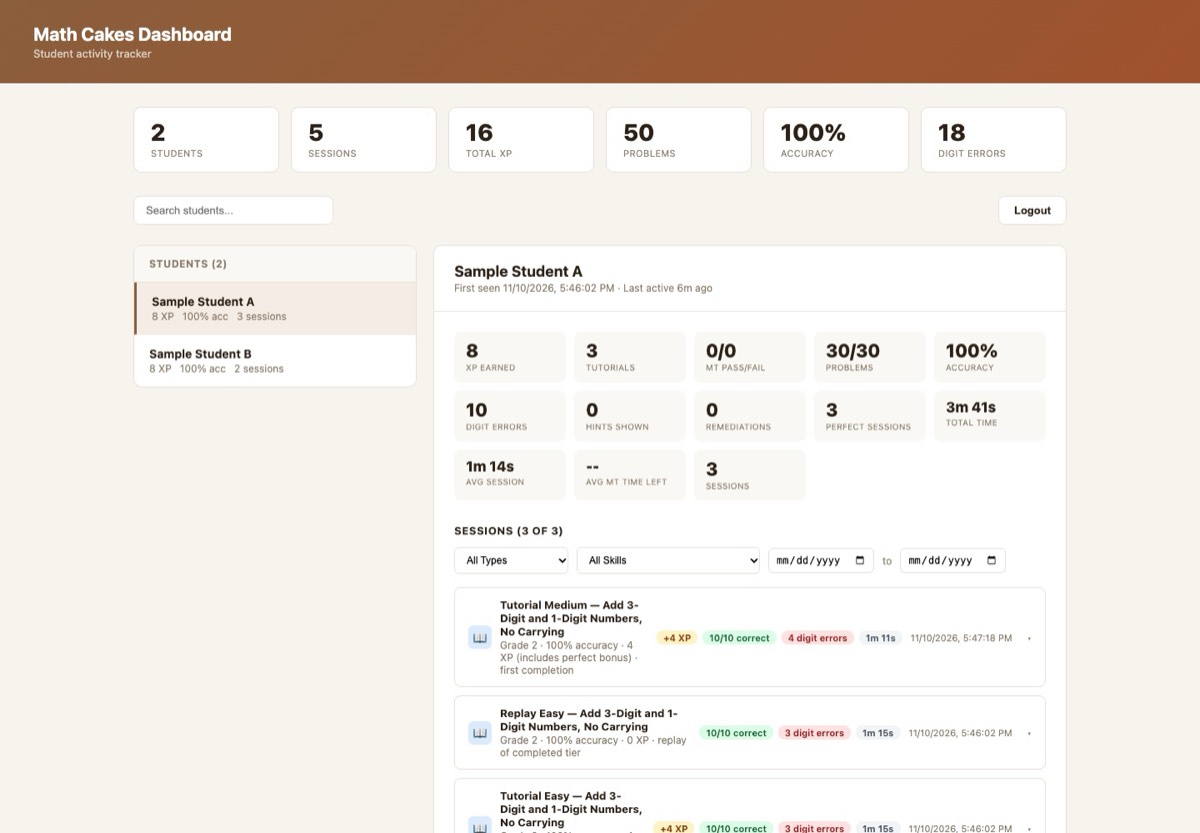 Math Cakes Dashboard
Student activity tracker
2
STUDENTS
5
SESSIONS
16
TOTAL XP
50
PROBLEMS
100%
ACCURACY
18
DIGIT ERRORS
Search students...
Logout
STUDENTS (2)
Sample Student A
8 XP 100% acc 3 sessions
Sample Student B
8 XP 100% acc 2 sessions
Sample Student A
First seen 11/10/2026, 5:46:02 PM · Last active 6m ago
8
XP EARNED
3
TUTORIALS
0/0
MT PASS/FAIL
30/30
PROBLEMS
100%
ACCURACY
10
DIGIT ERRORS
0
HINTS SHOWN
0
REMEDIATIONS
3
PERFECT SESSIONS
3m 41s
TOTAL TIME
1m 14s
AVG SESSION
--
AVG MT TIME LEFT
3
SESSIONS
SESSIONS (3 OF 3)
All Types
All Skills
mm/dd/yyyy
to
mm/dd/yyyy
Tutorial Medium — Add 3-
Digit and 1-Digit Numbers,
No Carrying
Grade 2 · 100% accuracy · 4
XP (includes perfect bonus) ·
first completion
+4 XP
10/10 correct
4 digit errors
1m 11s
11/10/2026, 5:47:18 PM
Replay Easy — Add 3-Digit and 1-
Digit Numbers, No Carrying
Grade 2 · 100% accuracy · 0 XP · replay
of completed tier
10/10 correct
3 digit errors
1m 15s
11/10/2026, 5:46:02 PM
Tutorial Easy — Add 3-
Digit and 1-Digit Numbers,
No Carrying
+4 XP
10/10 correct
3 digit errors
1m 15s
11/10/2026, 5:46:02 PM